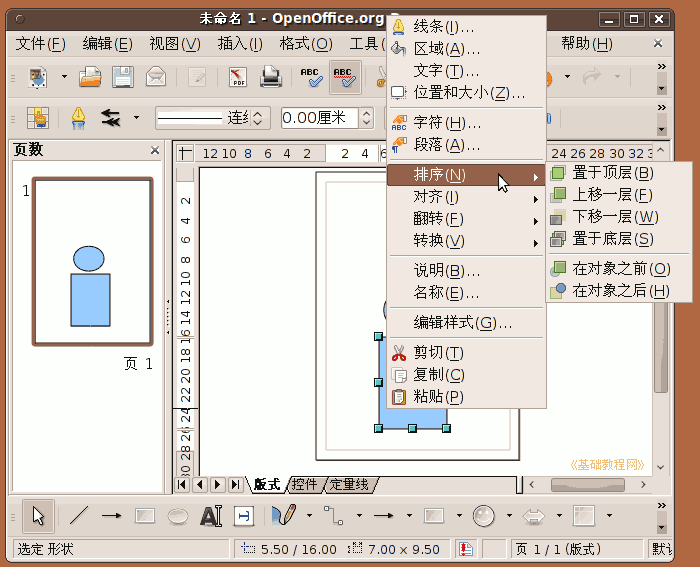 未命名 1 - OpenOffice.org
文件(F) 编辑(E) 视图(V) 插入(I) 格式(O) 工具 帮助(H)
PDF ABC ABC
连续 0.00厘米
页数
1
页 1
12 10 8 6 4 2 2 4 6 24 26 28 30 32
2 4 6 8 10 12 14 16 18 20 22 24 26 28 30
线条(I)...
区域(A)...
文字(T)...
位置和大小(Z)...
字符(H)...
段落(A)...
排序(N)
对齐(I)
翻转(F)
转换(V)
说明(B)...
名称(E)...
编辑样式(G)...
剪切(T)
复制(C)
粘贴(P)
置于顶层(B)
上移一层(F)
下移一层(W)
置于底层(S)
在对象之前(O)
在对象之后(H)
《基础教程网》
版式 控件 定量线
选定 形状 5.50 / 16.00 7.00 x 9.50 页 1 / 1 (版式) 默认